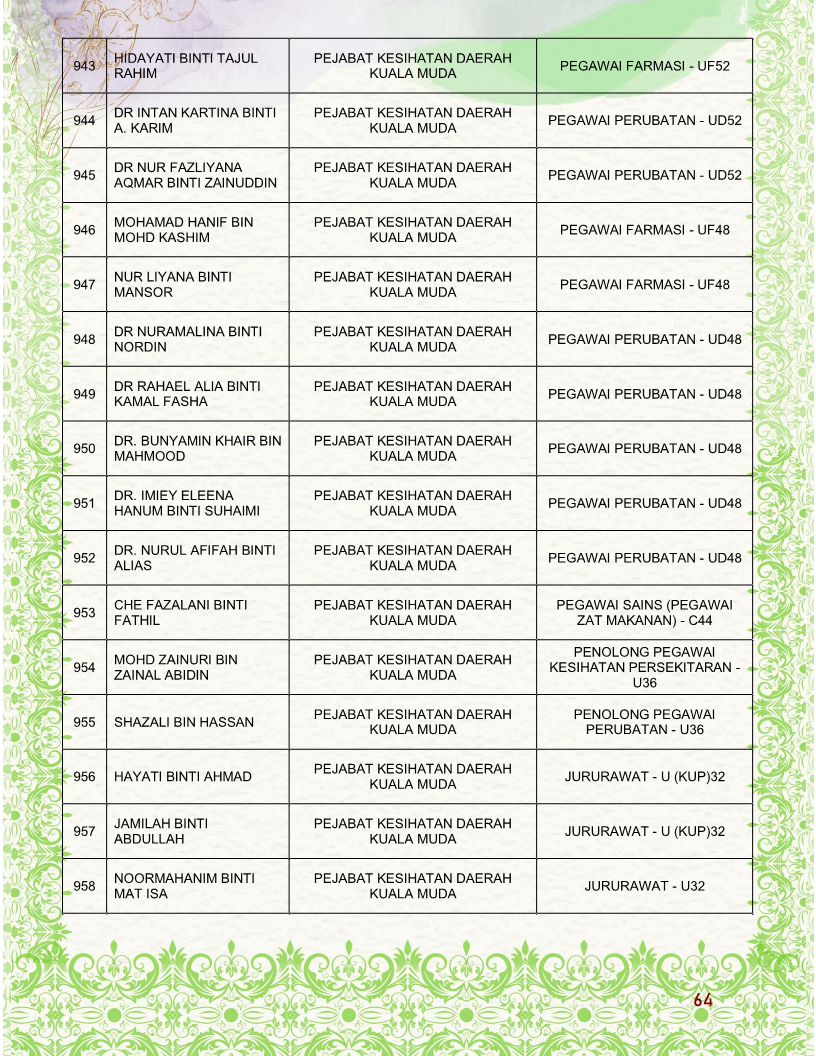 943
HIDAYATI BINTI TAJUL
RAHIM
PEJABAT KESIHATAN DAERAH
KUALA MUDA
PEGAWAI FARMASI - UF52
944
DR INTAN KARTINA BINTI
A. KARIM
PEJABAT KESIHATAN DAERAH
KUALA MUDA
PEGAWAI PERUBATAN - UD52
945
DR NUR FAZLIYANA
AQMAR BINTI ZAINUDDIN
PEJABAT KESIHATAN DAERAH
KUALA MUDA
PEGAWAI PERUBATAN - UD52
946
MOHAMAD HANIF BIN
MOHD KASHIM
PEJABAT KESIHATAN DAERAH
KUALA MUDA
PEGAWAI FARMASI - UF48
947
NUR LIYANA BINTI
MANSOR
PEJABAT KESIHATAN DAERAH
KUALA MUDA
PEGAWAI FARMASI - UF48
948
DR NURAMALINA BINTI
NORDIN
PEJABAT KESIHATAN DAERAH
KUALA MUDA
PEGAWAI PERUBATAN - UD48
949
DR RAHAEL ALIA BINTI
KAMAL FASHA
PEJABAT KESIHATAN DAERAH
KUALA MUDA
PEGAWAI PERUBATAN - UD48
950
DR. BUNYAMIN KHAIR BIN
MAHMOOD
PEJABAT KESIHATAN DAERAH
KUALA MUDA
PEGAWAI PERUBATAN - UD48
951
DR. IMIEY ELEENA
HANUM BINTI SUHAIMI
PEJABAT KESIHATAN DAERAH
KUALA MUDA
PEGAWAI PERUBATAN - UD48
952
DR. NURUL AFIFAH BINTI
ALIAS
PEJABAT KESIHATAN DAERAH
KUALA MUDA
PEGAWAI PERUBATAN - UD48
953
CHE FAZALANI BINTI
FATHIL
PEJABAT KESIHATAN DAERAH
KUALA MUDA
PEGAWAI SAINS (PEGAWAI
ZAT MAKANAN) - C44
954
MOHD ZAINURI BIN
ZAINAL ABIDIN
PEJABAT KESIHATAN DAERAH
KUALA MUDA
PENOLONG PEGAWAI
KESIHATAN PERSEKITARAN -
U36
955
SHAZALI BIN HASSAN
PEJABAT KESIHATAN DAERAH
KUALA MUDA
PENOLONG PEGAWAI
PERUBATAN - U36
956
HAYATI BINTI AHMAD
PEJABAT KESIHATAN DAERAH
KUALA MUDA
JURURAWAT - U (KUP)32
957
JAMILAH BINTI
ABDULLAH
PEJABAT KESIHATAN DAERAH
KUALA MUDA
JURURAWAT - U (KUP)32
958
NOORMAHANIM BINTI
MAT ISA
PEJABAT KESIHATAN DAERAH
KUALA MUDA
JURURAWAT - U32
64